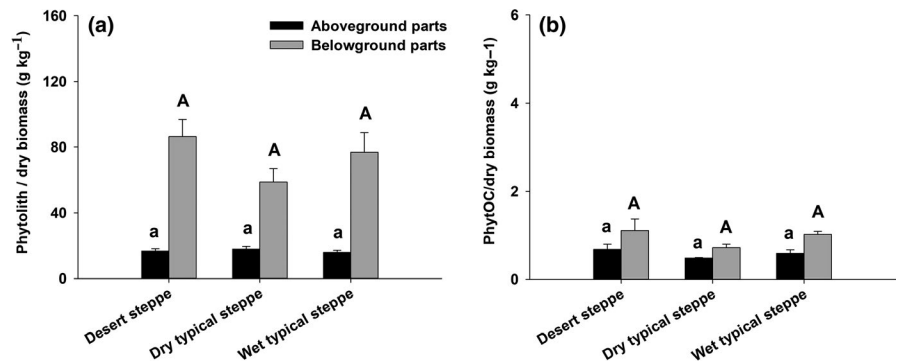 (a)
Aboveground parts
Belowground parts
Phytolith / dry biomass (g kg⁻¹)
160
120
80
40
0
a A
a A
a A
Desert steppe
Dry typical steppe
Wet typical steppe
(b)
PhytOC/dry biomass (g kg–1)
6
4
2
0
a A
a A
a A
Desert steppe
Dry typical steppe
Wet typical steppe